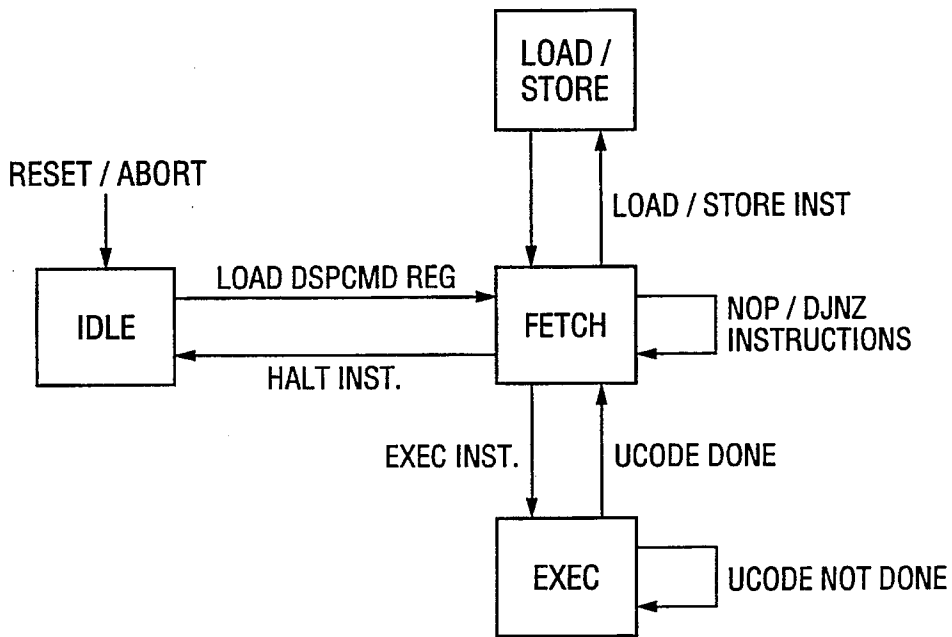 LOAD /
STORE
RESET / ABORT
LOAD / STORE INST
LOAD DSPCMD REG
IDLE
FETCH
NOP / DJNZ
INSTRUCTIONS
HALT INST.
EXEC INST.
UCODE DONE
EXEC
UCODE NOT DONE